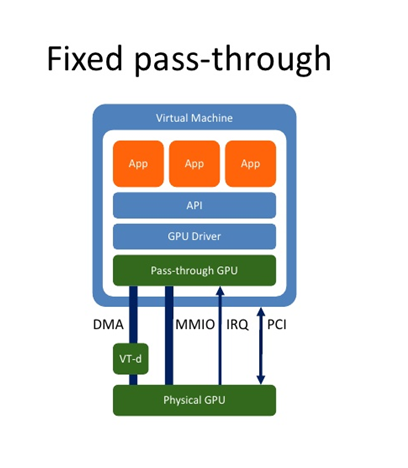 Fixed pass-through
Virtual Machine
App App App
API
GPU Driver
Pass-through GPU
DMA MMIO IRQ PCI
VT-d
Physical GPU